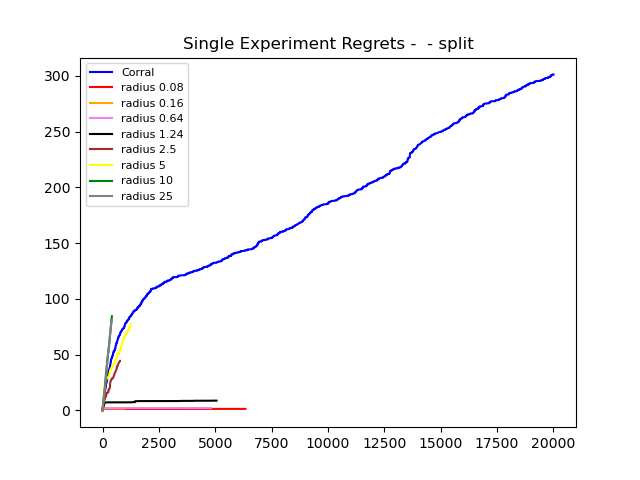 Single Experiment Regrets -  - split
300
250
200
150
100
50
0
Corral
radius 0.08
radius 0.16
radius 0.64
radius 1.24
radius 2.5
radius 5
radius 10
radius 25
0 2500 5000 7500 10000 12500 15000 17500 20000